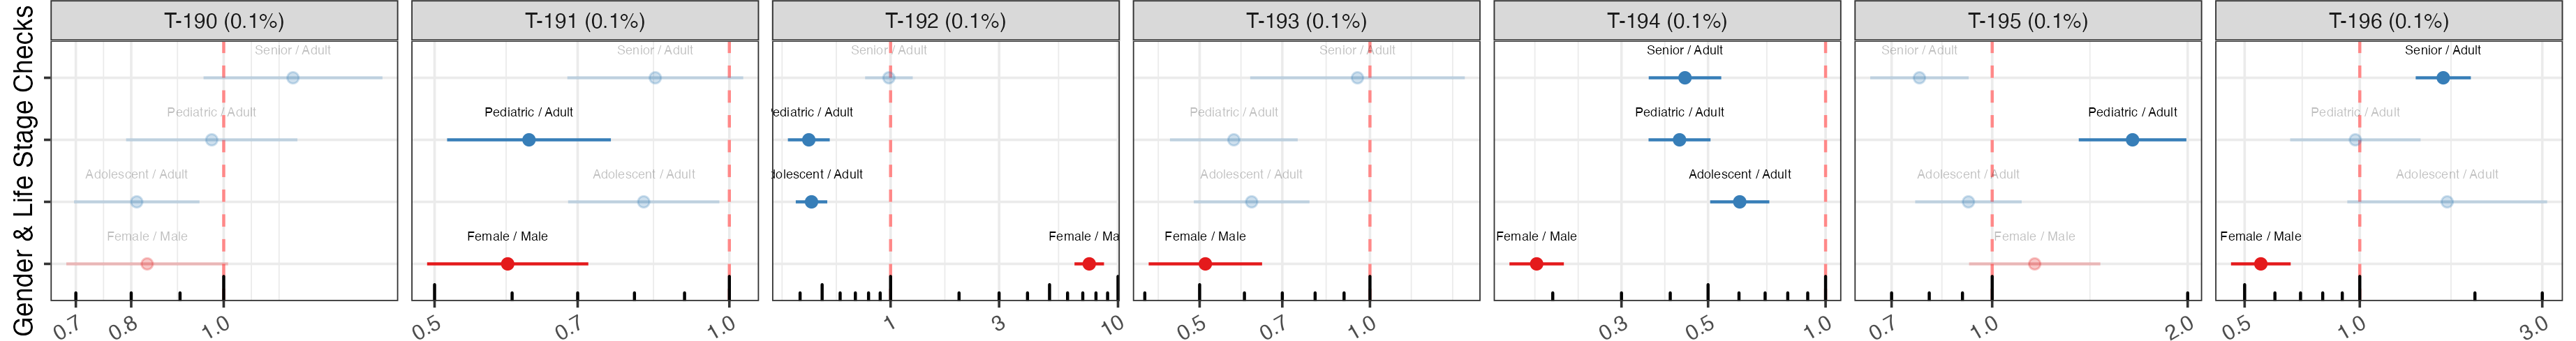 Gender & Life Stage Checks
T-190 (0.1%)
Senior / Adult
Pediatric / Adult
Adolescent / Adult
Female / Male
0.7 0.8 1.0
T-191 (0.1%)
Senior / Adult
Pediatric / Adult
Adolescent / Adult
Female / Male
0.5 0.7 1.0
T-192 (0.1%)
Senior / Adult
ediatric / Adult
dolescent / Adult
Female / Ma
1 3 10
T-193 (0.1%)
Senior / Adult
Pediatric / Adult
Adolescent / Adult
Female / Male
0.5 0.7 1.0
T-194 (0.1%)
Senior / Adult
Pediatric / Adult
Adolescent / Adult
Female / Male
0.3 0.5 1.0
T-195 (0.1%)
Senior / Adult
Pediatric / Adult
Adolescent / Adult
Female / Male
0.7 1.0 2.0
T-196 (0.1%)
Senior / Adult
Pediatric / Adult
Adolescent / Adult
Female / Male
0.5 1.0 3.0